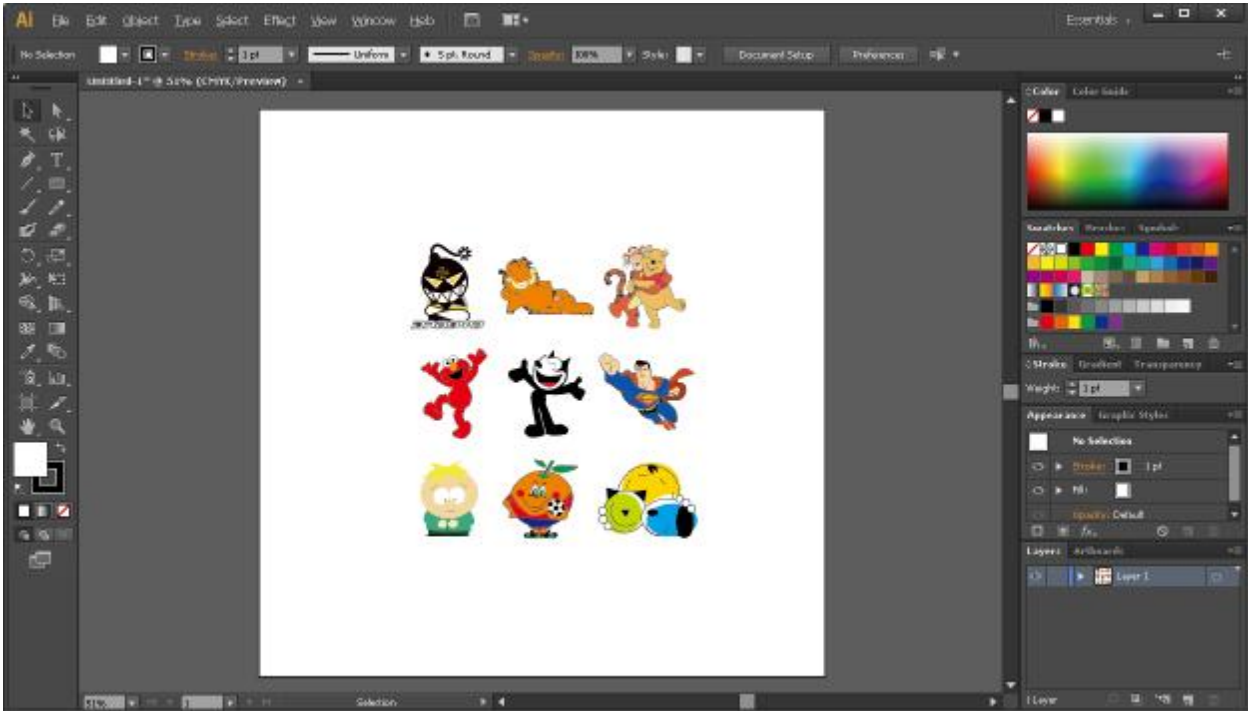 Ai File Edit Object Type Select Effect View Window Help Essentials
No Selection Stroke: 1 pt Uniform 5 pt. Round Opacity: 100% Style: Document Setup Preferences
Untitled-1* @ 51% (CMYK/Preview)
Color Color Guide
Swatches Brushes Symbols
Stroke Gradient Transparency
Weight: 1 pt
Appearance Graphic Styles
No Selection
Stroke: 1 pt
Fill:
Opacity: Default
fx
Layers Artboards
Layer 1
51% 1 Selection 1 Layer